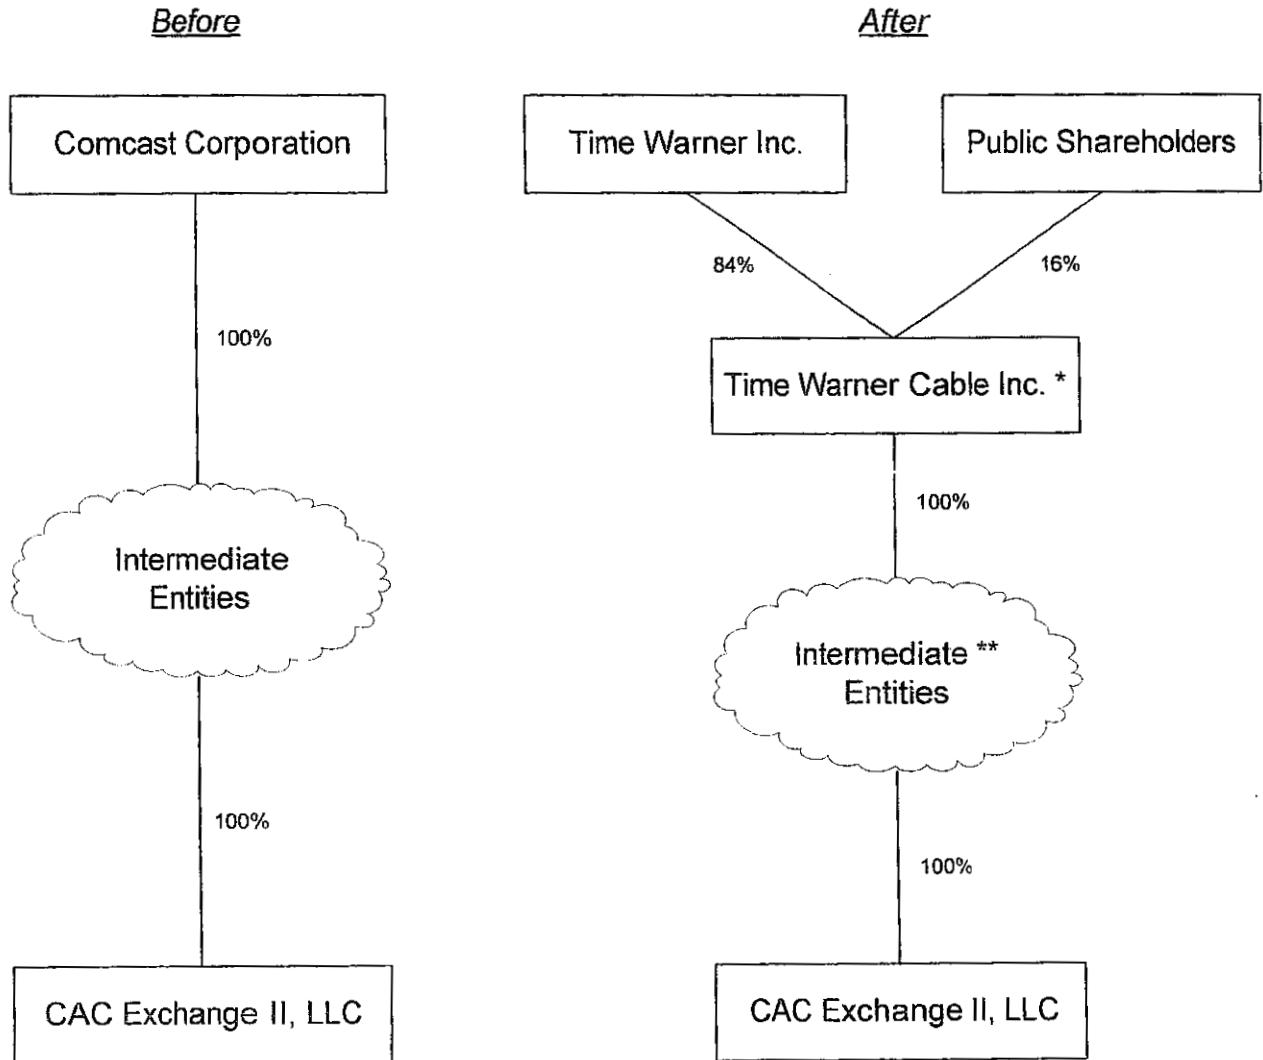 Before
Comcast Corporation
100%
Intermediate
Entities
100%
CAC Exchange II, LLC
After
Time Warner Inc.
Public Shareholders
84%
16%
Time Warner Cable Inc. *
100%
Intermediate **
Entities
100%
CAC Exchange II, LLC